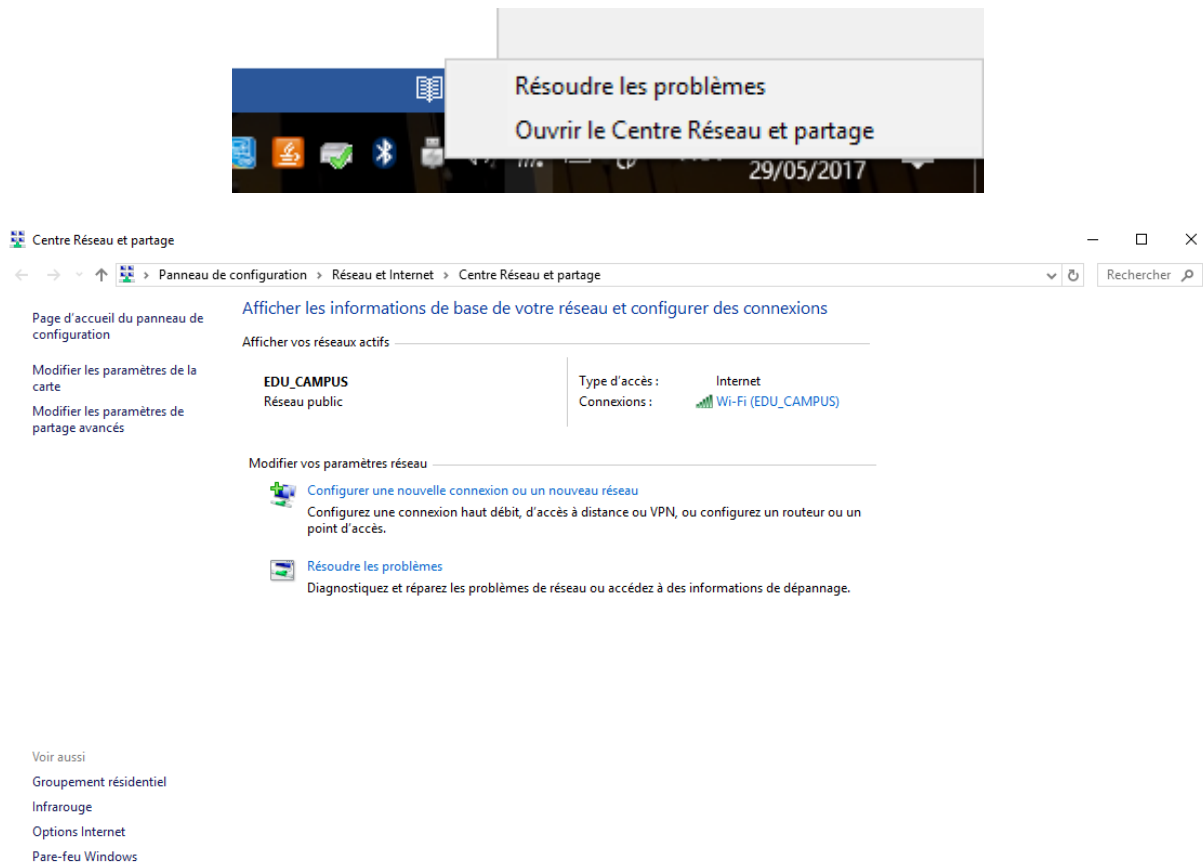 Résoudre les problèmes
Ouvrir le Centre Réseau et partage
29/05/2017
Centre Réseau et partage
Panneau de configuration > Réseau et Internet > Centre Réseau et partage
Rechercher
Page d'accueil du panneau de
configuration
Modifier les paramètres de la
carte
Modifier les paramètres de
partage avancés
Afficher les informations de base de votre réseau et configurer des connexions
Afficher vos réseaux actifs
EDU_CAMPUS
Réseau public
Type d'accès : Internet
Connexions : Wi-Fi (EDU_CAMPUS)
Modifier vos paramètres réseau
Configurer une nouvelle connexion ou un nouveau réseau
Configurez une connexion haut débit, d'accès à distance ou VPN, ou configurez un routeur ou un
point d'accès.
Résoudre les problèmes
Diagnostiquez et réparez les problèmes de réseau ou accédez à des informations de dépannage.
Voir aussi
Groupement résidentiel
Infrarouge
Options Internet
Pare-feu Windows